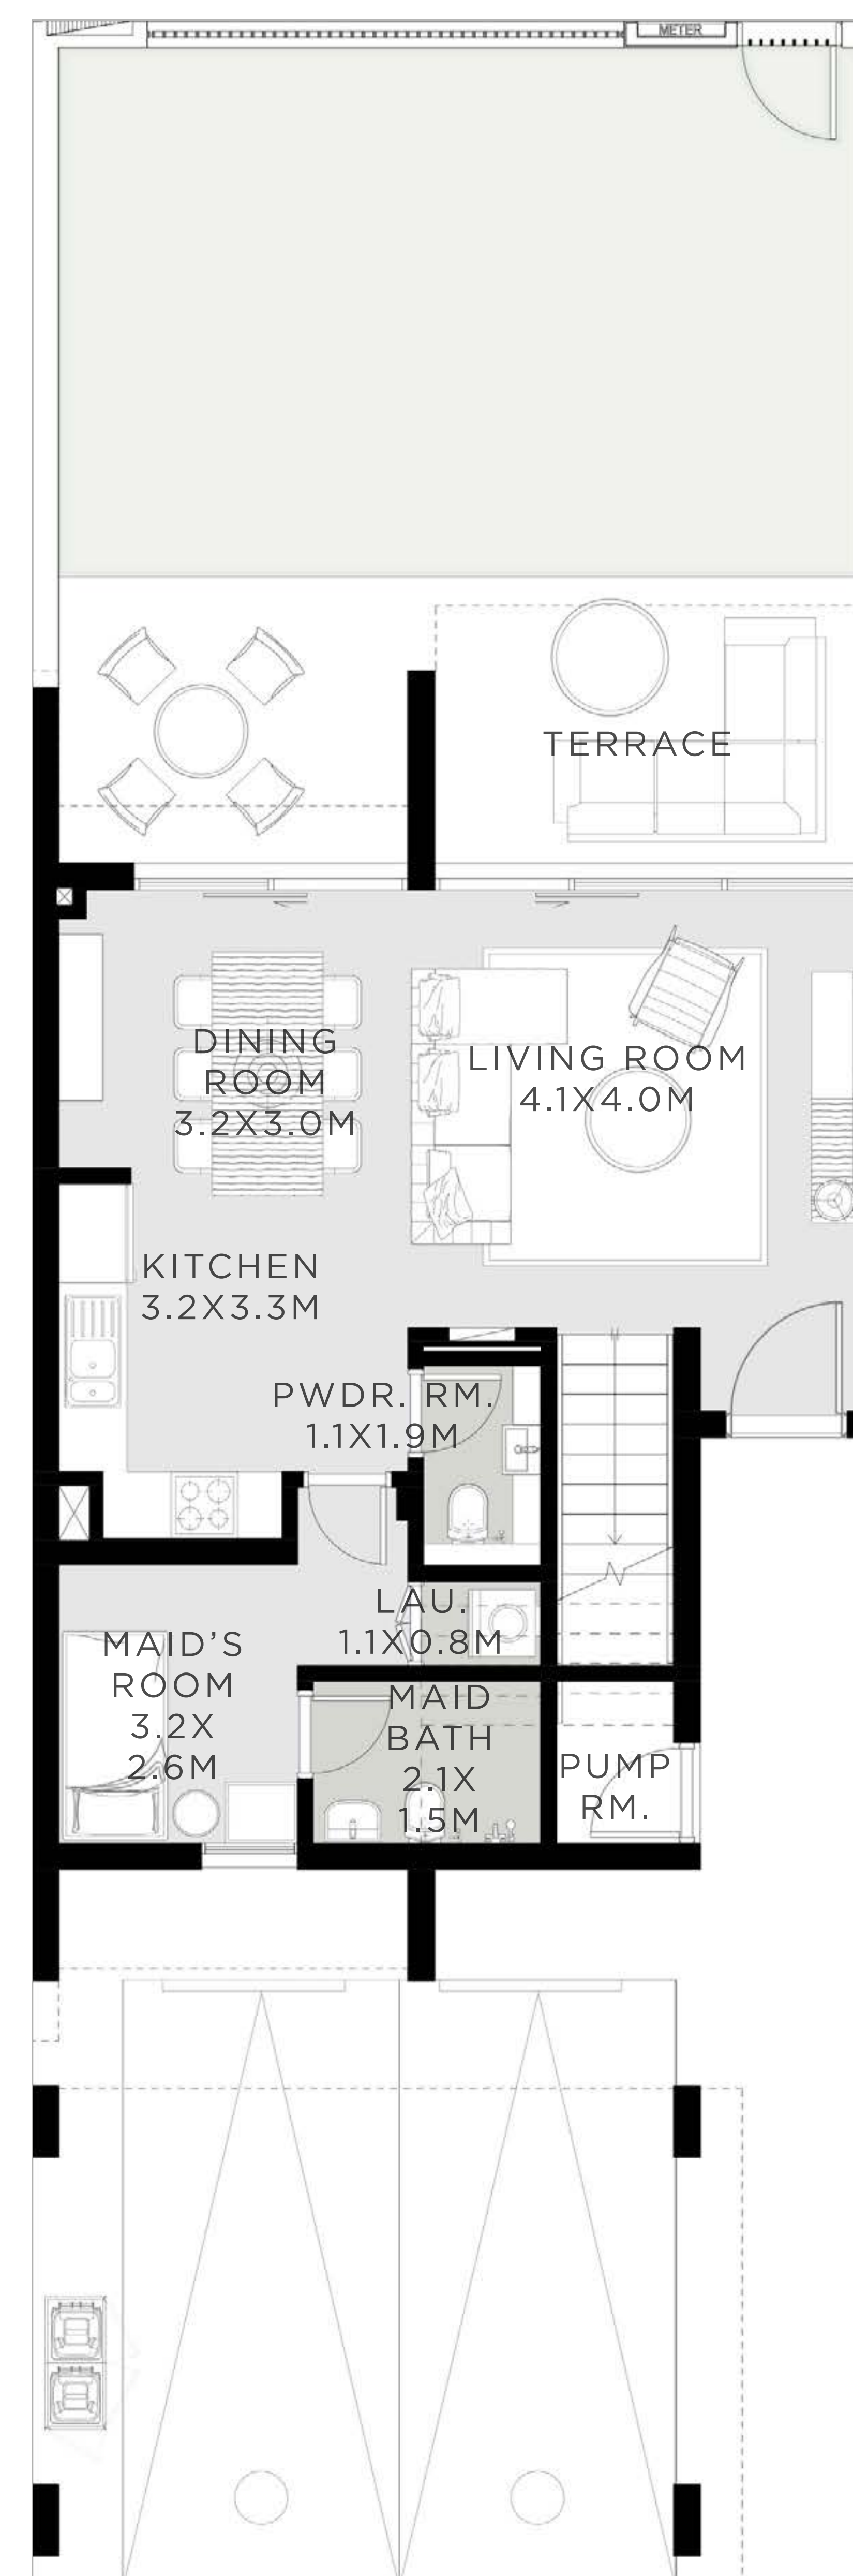 METER
TERRACE
DINING
ROOM
3.2X3.0M
LIVING ROOM
4.1X4.0M
KITCHEN
3.2X3.3M
PWDR. RM.
1.1X1.9M
LAU.
1.1X0.8M
MAID'S
ROOM
3.2X
2.6M
MAID
BATH
2.1X
1.5M
PUMP
RM.